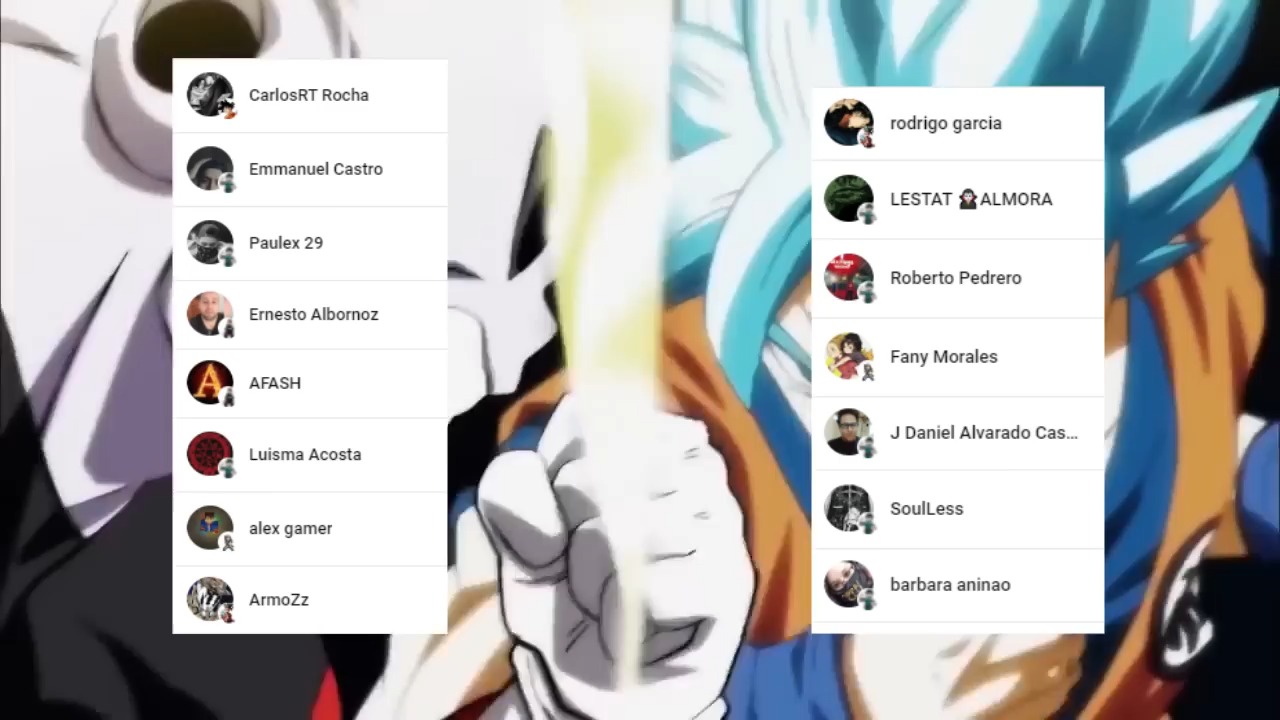 CarlosRT Rocha
Emmanuel Castro
Paulex 29
Ernesto Albornoz
AFASH
Luisma Acosta
alex gamer
ArmoZz
rodrigo garcia
LESTAT 🧛🏻‍♂️ALMORA
Roberto Pedrero
Fany Morales
J Daniel Alvarado Cas...
SoulLess
barbara aninao